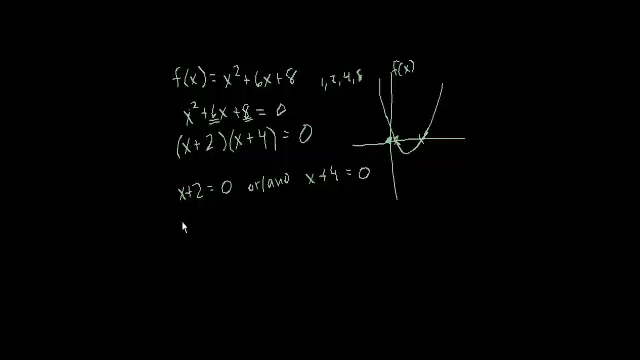 f(x) = x² + 6x + 8   1, 2, 4, 8
f(x)
x² + 6x + 8 = 0
(x + 2)(x + 4) = 0
x + 2 = 0 or/and x + 4 = 0